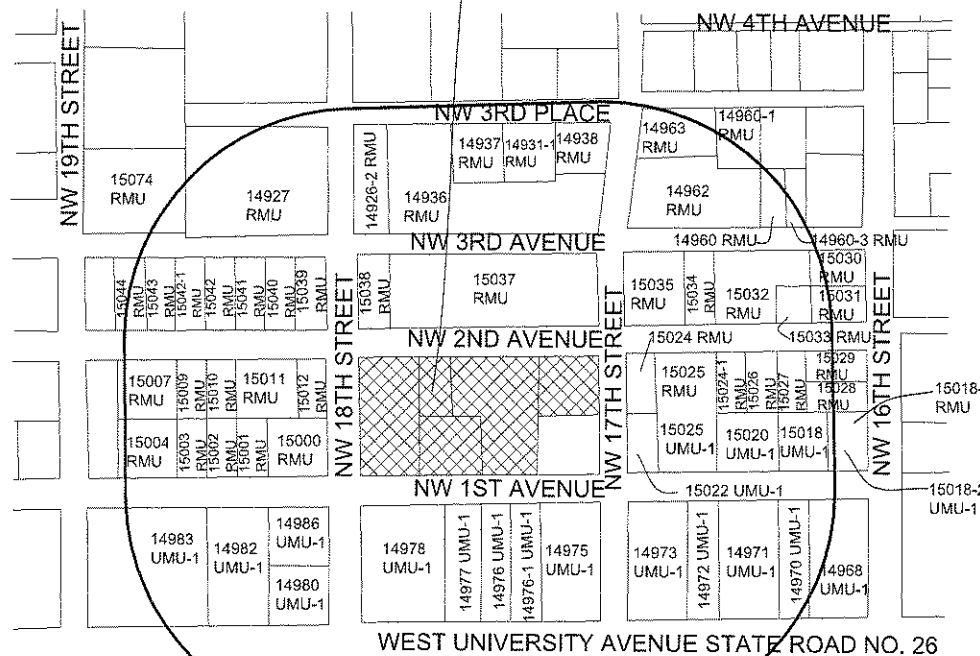 NW 4TH AVENUE
NW 19TH STREET
NW 3RD PLACE
15074
RMU
14927
RMU
14926-2 RMU
14936
RMU
14937
RMU
14931-1
RMU
14938
RMU
14963
RMU
14960-1
RMU
14962
RMU
NW 3RD AVENUE
14960 RMU
14960-3 RMU
15044
RMU
15043
RMU
15042-1
RMU
15042
RMU
15041
RMU
15040
RMU
15039
RMU
NW 18TH STREET
15038
RMU
15037
RMU
NW 17TH STREET
15035
RMU
15034
RMU
15032
RMU
15030
RMU
15031
RMU
15033 RMU
NW 16TH STREET
NW 2ND AVENUE
15024 RMU
15007
RMU
15009
RMU
15010
RMU
15011
RMU
15012
RMU
15025
RMU
15024-1
RMU
15026
RMU
15027
RMU
15029
RMU
15028
RMU
15018-
RMU
15004
RMU
15003
RMU
15002
RMU
15001
RMU
15000
RMU
15025
UMU-1
15020
UMU-1
15018
UMU-1
NW 1ST AVENUE
15022 UMU-1
15018-2
UMU-1
14983
UMU-1
14982
UMU-1
14986
UMU-1
14980
UMU-1
14978
UMU-1
14977 UMU-1
14976 UMU-1
14976-1 UMU-1
14975
UMU-1
14973
UMU-1
14972 UMU-1
14971
UMU-1
14970 UMU-1
14968
UMU-1
WEST UNIVERSITY AVENUE STATE ROAD NO. 26